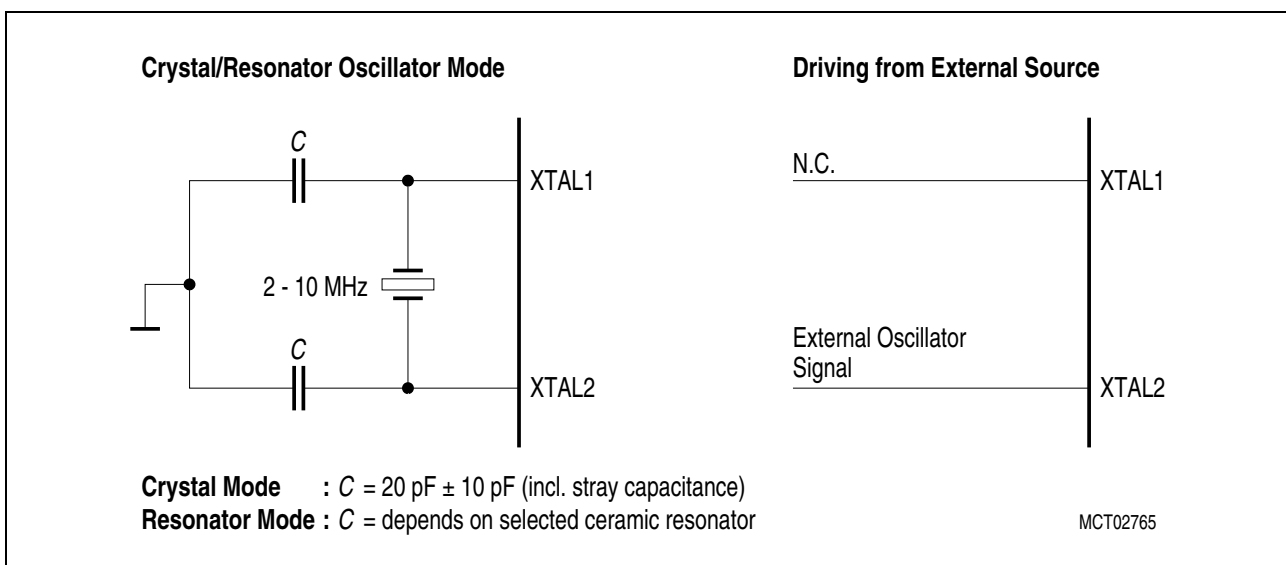 Crystal/Resonator Oscillator Mode
C
XTAL1
2 - 10 MHz
C
XTAL2
Driving from External Source
N.C.
XTAL1
External Oscillator
Signal
XTAL2
Crystal Mode : C = 20 pF ± 10 pF (incl. stray capacitance)
Resonator Mode : C = depends on selected ceramic resonator
MCT02765